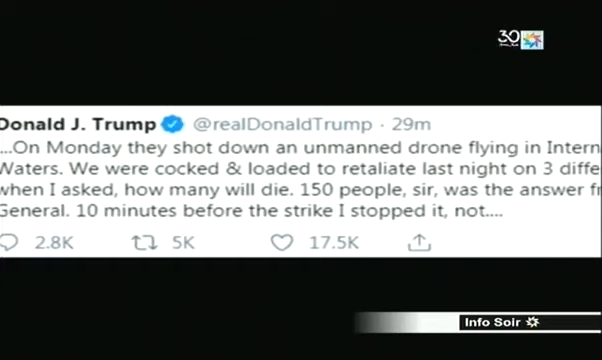 30
Donald J. Trump @realDonaldTrump · 29m
...On Monday they shot down an unmanned drone flying in Intern
Waters. We were cocked & loaded to retaliate last night on 3 diffe
when I asked, how many will die. 150 people, sir, was the answer fr
General. 10 minutes before the strike I stopped it, not....
2.8K 5K 17.5K
Info Soir